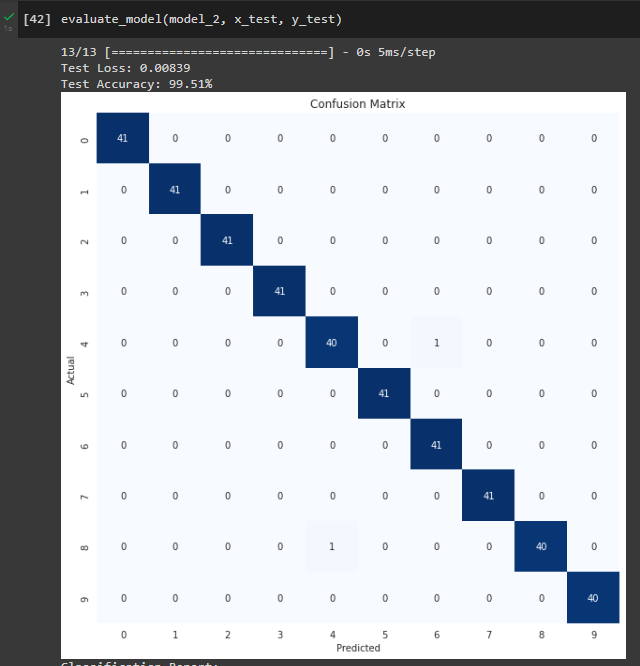 [42] evaluate_model(model_2, x_test, y_test)
1s
13/13 [==============================] - 0s 5ms/step
Test Loss: 0.00839
Test Accuracy: 99.51%
Confusion Matrix
0 41 0 0 0 0 0 0 0 0 0
1 0 41 0 0 0 0 0 0 0 0
2 0 0 41 0 0 0 0 0 0 0
3 0 0 0 41 0 0 0 0 0 0
4 0 0 0 0 40 0 1 0 0 0
Actual
5 0 0 0 0 0 41 0 0 0 0
6 0 0 0 0 0 0 41 0 0 0
7 0 0 0 0 0 0 0 41 0 0
8 0 0 0 0 1 0 0 0 40 0
9 0 0 0 0 0 0 0 0 0 40
0 1 2 3 4 5 6 7 8 9
Predicted
Classification Report: